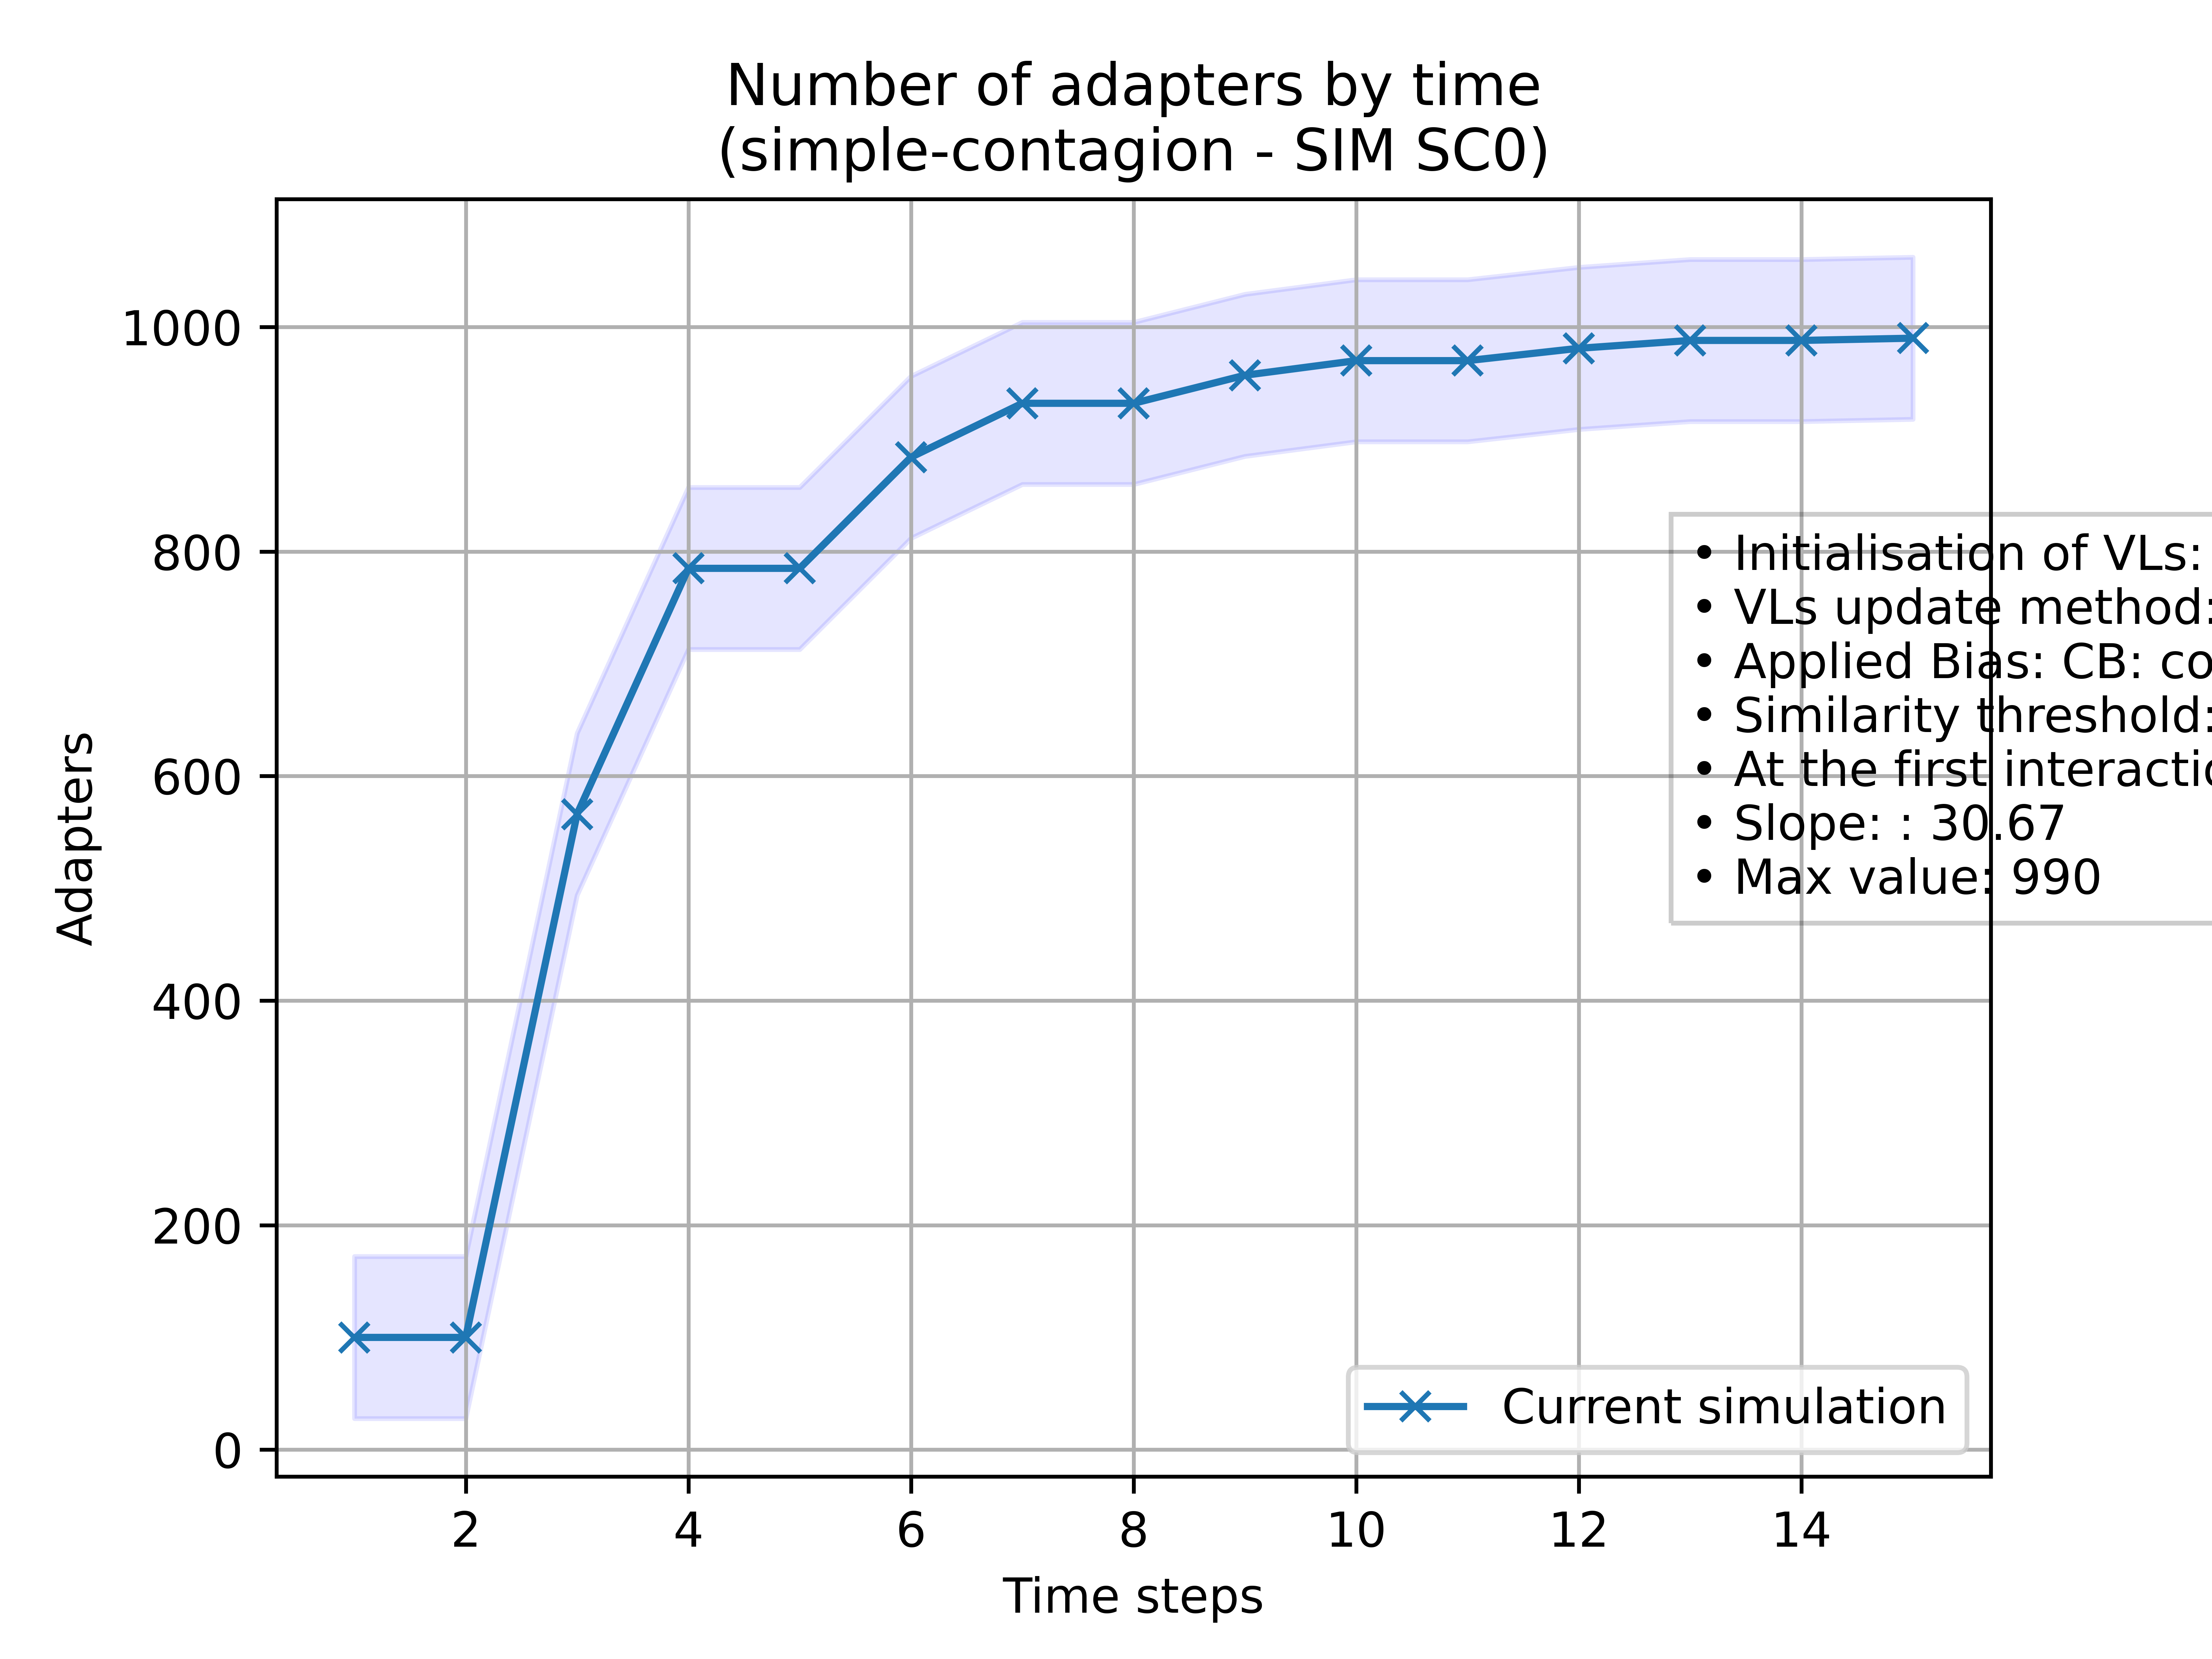 Number of adapters by time
(simple-contagion - SIM SC0)
1000
800
600
400
200
0
Adapters
• Initialisation of VLs:
• VLs update method:
• Applied Bias: CB:
• Similarity threshold:
• At the first
• Slope: : 30.67
• Max value: 990
Current simulation
2 4 6 8 10 12 14
Time steps